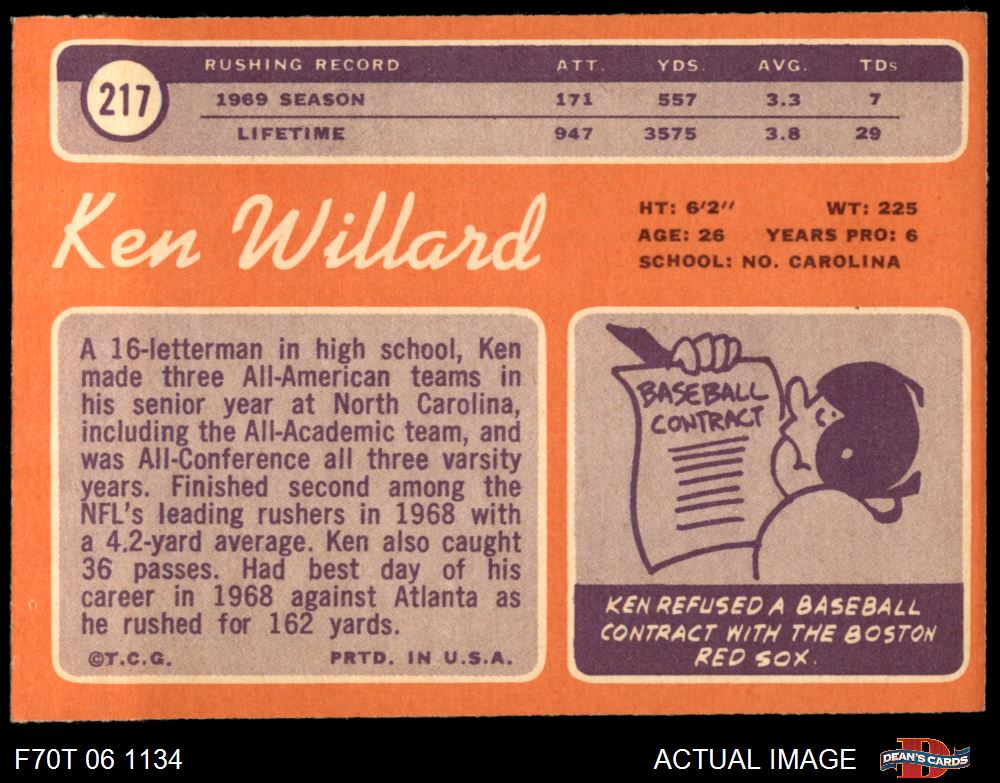 217
RUSHING RECORD ATT. YDS. AVG. TDs
1969 SEASON 171 557 3.3 7
LIFETIME 947 3575 3.8 29
Ken Willard
HT: 6'2" WT: 225
AGE: 26 YEARS PRO: 6
SCHOOL: NO. CAROLINA
A 16-letterman in high school, Ken
made three All-American teams in
his senior year at North Carolina,
including the All-Academic team, and
was All-Conference all three varsity
years. Finished second among the
NFL's leading rushers in 1968 with
a 4.2-yard average. Ken also caught
36 passes. Had best day of his
career in 1968 against Atlanta as
he rushed for 162 yards.
©T.C.G. PRTD. IN U.S.A.
BASEBALL
CONTRACT
KEN REFUSED A BASEBALL
CONTRACT WITH THE BOSTON
RED SOX.
F70T 06 1134 ACTUAL IMAGE
D
DEAN'S CARDS